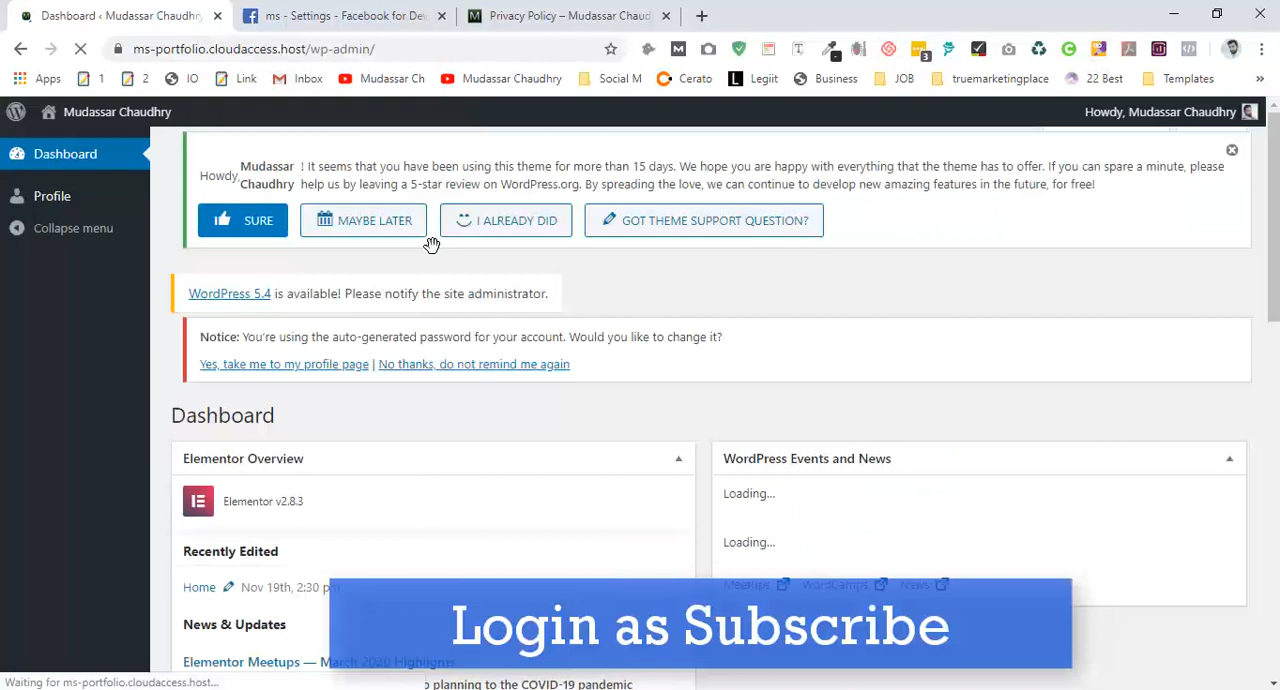 Dashboard ‹ Mudassar Chaudhry
ms - Settings - Facebook for Dev
Privacy Policy – Mudassar Chaud
ms-portfolio.cloudaccess.host/wp-admin/
Apps 1 2 IO Link Inbox Mudassar Ch Mudassar Chaudhry Social M Cerato Legiit Business JOB truemarketingplace 22 Best Templates »
Mudassar Chaudhry
Howdy, Mudassar Chaudhry
Dashboard
Profile
Collapse menu
Howdy, Mudassar Chaudhry ! It seems that you have been using this theme for more than 15 days. We hope you are happy with everything that the theme has to offer. If you can spare a minute, please
help us by leaving a 5-star review on WordPress.org. By spreading the love, we can continue to develop new amazing features in the future, for free!
SURE MAYBE LATER I ALREADY DID GOT THEME SUPPORT QUESTION?
WordPress 5.4 is available! Please notify the site administrator.
Notice: You're using the auto-generated password for your account. Would you like to change it?
Yes, take me to my profile page | No thanks, do not remind me again
Dashboard
Elementor Overview
Elementor v2.8.3
Recently Edited
Home Nov 19th, 2:30 pm
News & Updates
Elementor Meetups — March 2020 Highlights
planning to the COVID-19 pandemic
WordPress Events and News
Loading...
Loading...
Meetups WordCamps News
Login as Subscribe
Waiting for ms-portfolio.cloudaccess.host...